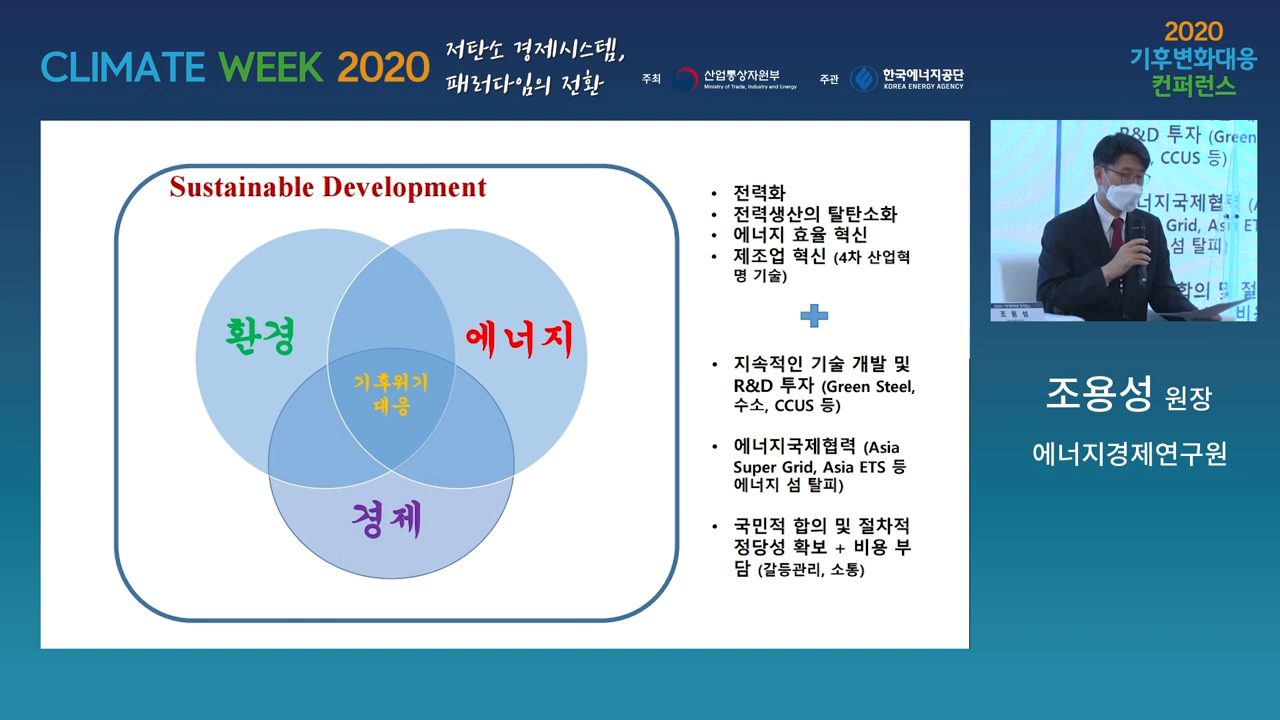 CLIMATE WEEK 2020
저탄소 경제시스템,
패러다임의 전환
주최
산업통상자원부
Ministry of Trade, Industry and Energy
주관
한국에너지공단
KOREA ENERGY AGENCY
2020
기후변화대응
컨퍼런스
Sustainable Development
환경
에너지
기후위기
대응
경제
• 전력화
• 전력생산의 탈탄소화
• 에너지 효율 혁신
• 제조업 혁신 (4차 산업혁
명 기술)
• 지속적인 기술 개발 및
R&D 투자 (Green Steel,
수소, CCUS 등)
• 에너지국제협력 (Asia
Super Grid, Asia ETS 등
에너지 섬 탈피)
• 국민적 합의 및 절차적
정당성 확보 + 비용 부
담 (갈등관리, 소통)
R&D 투자 (Green
, CCUS 등)
너지국제협력 (A
Grid, Asia ET
섬 탈피)
합의 및 절
비
조 용 성
조용성 원장
에너지경제연구원